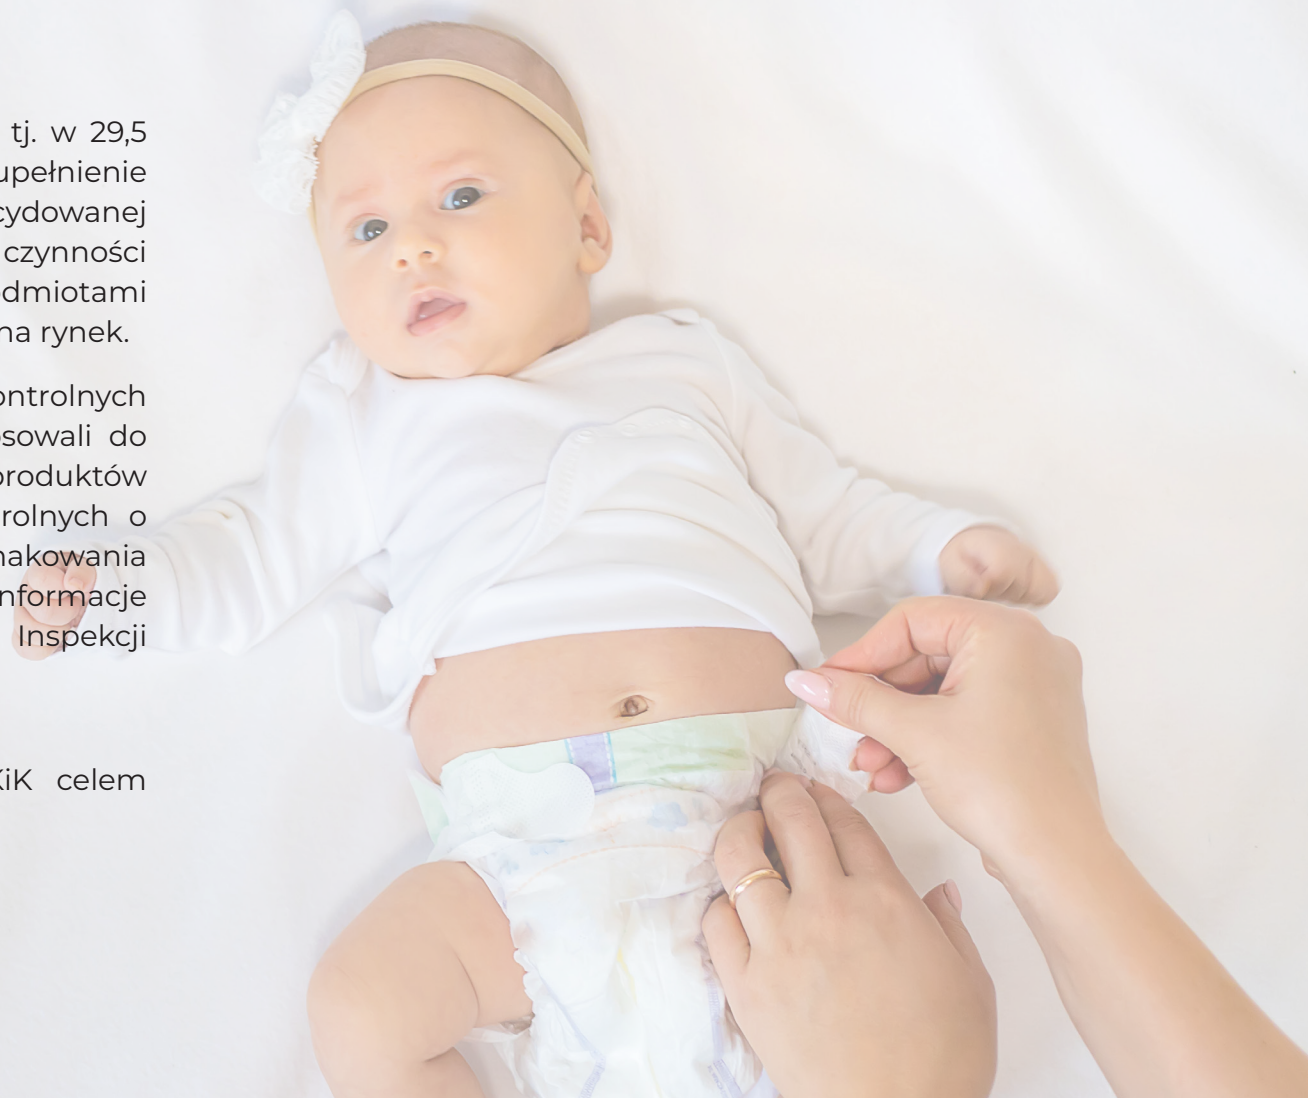 tj. w 29,5
upełnienie
cydowanej
czynności
dmiotami
na rynek.
ontrolnych
sowali do
produktów
rolnych o
nakowania
nformacje
Inspekcji
KiK celem